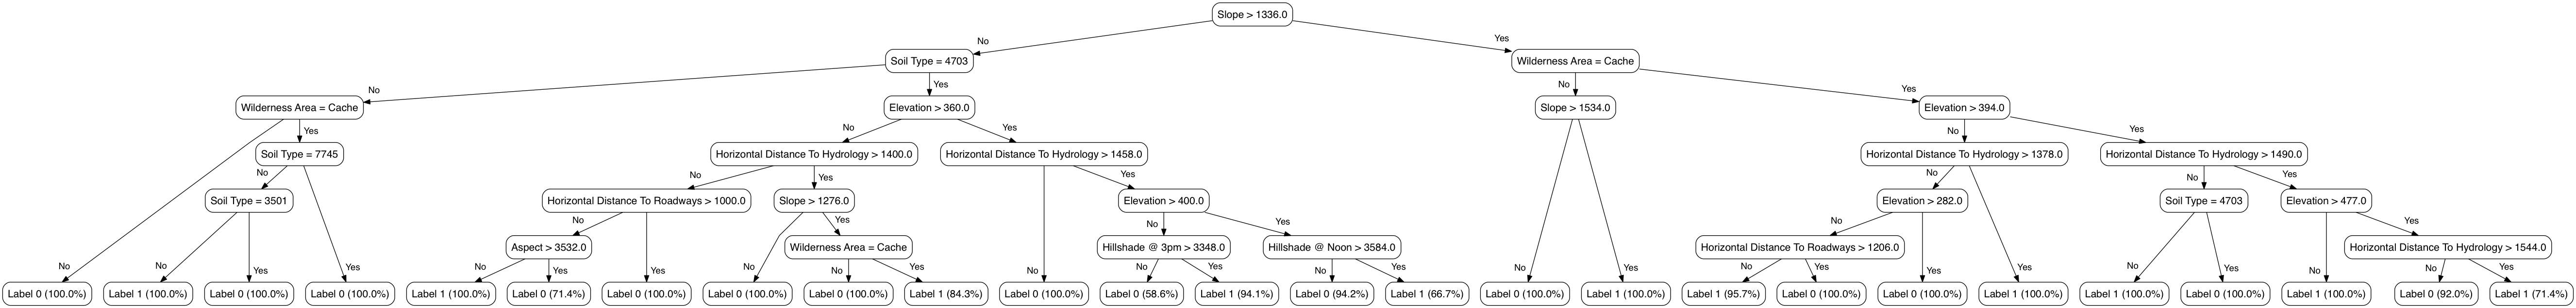 Slope > 1336.0
No
Yes
Soil Type = 4703
Wilderness Area = Cache
No
Yes
No
Yes
Wilderness Area = Cache
Elevation > 360.0
Slope > 1534.0
Elevation > 394.0
Yes
No
Yes
No
Yes
Soil Type = 7745
Horizontal Distance To Hydrology > 1400.0
Horizontal Distance To Hydrology > 1458.0
Horizontal Distance To Hydrology > 1378.0
Horizontal Distance To Hydrology > 1490.0
No
No
Yes
Yes
No
No
Yes
Soil Type = 3501
Horizontal Distance To Roadways > 1000.0
Slope > 1276.0
Elevation > 400.0
Elevation > 282.0
Soil Type = 4703
Elevation > 477.0
No
Yes
No
Yes
No
Yes
Aspect > 3532.0
Wilderness Area = Cache
Hillshade @ 3pm > 3348.0
Hillshade @ Noon > 3584.0
Horizontal Distance To Roadways > 1206.0
Horizontal Distance To Hydrology > 1544.0
No
No
Yes
Yes
No
Yes
Yes
No
No
Yes
No
No
Yes
No
Yes
No
Yes
No
Yes
Yes
Yes
No
Yes
No
No
Yes
Label 0 (100.0%)
Label 1 (100.0%)
Label 0 (100.0%)
Label 0 (100.0%)
Label 1 (100.0%)
Label 0 (71.4%)
Label 0 (100.0%)
Label 0 (100.0%)
Label 0 (100.0%)
Label 1 (84.3%)
Label 0 (100.0%)
Label 0 (58.6%)
Label 1 (94.1%)
Label 0 (94.2%)
Label 1 (66.7%)
Label 0 (100.0%)
Label 1 (100.0%)
Label 1 (95.7%)
Label 0 (100.0%)
Label 0 (100.0%)
Label 1 (100.0%)
Label 1 (100.0%)
Label 0 (100.0%)
Label 1 (100.0%)
Label 0 (92.0%)
Label 1 (71.4%)